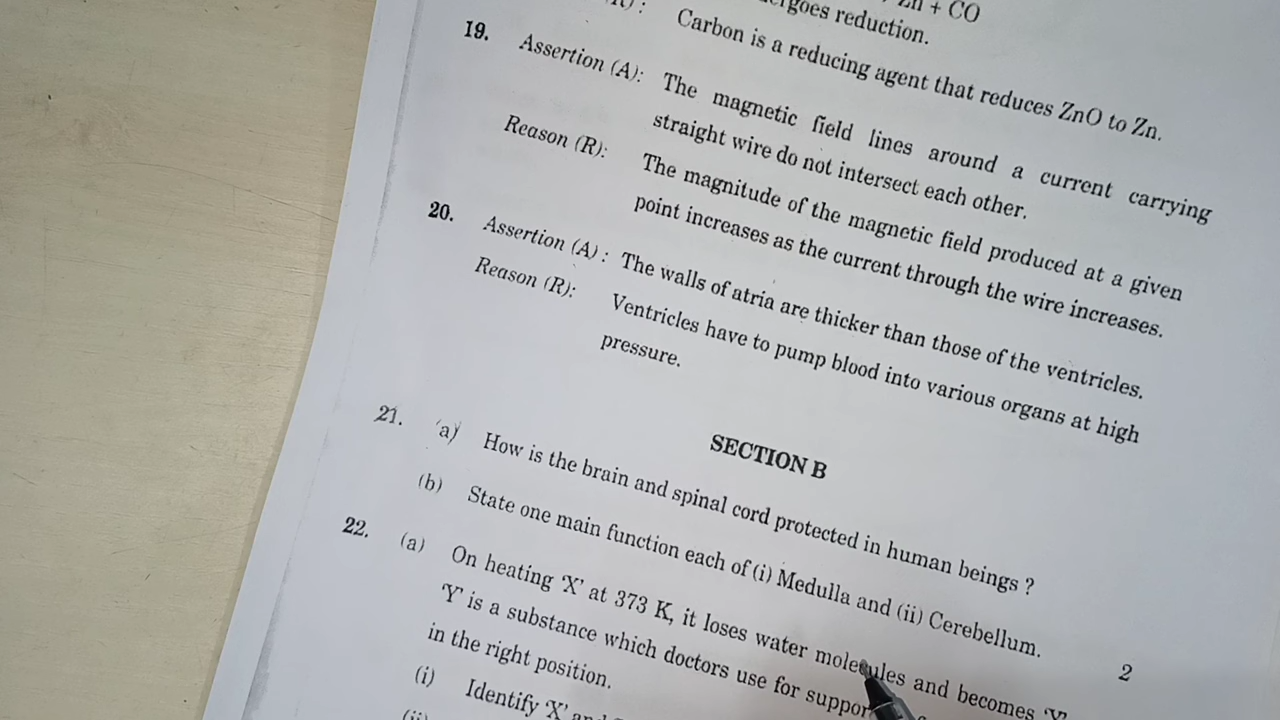 Zn + CO
undergoes reduction.
Carbon is a reducing agent that reduces ZnO to Zn.
19. Assertion (A): The magnetic field lines around a current carrying
straight wire do not intersect each other.
Reason (R): The magnitude of the magnetic field produced at a given
point increases as the current through the wire increases.
20. Assertion (A) : The walls of atria are thicker than those of the ventricles.
Reason (R): Ventricles have to pump blood into various organs at high
pressure.
SECTION B
21. (a) How is the brain and spinal cord protected in human beings ?
(b) State one main function each of (i) Medulla and (ii) Cerebellum. 2
22. (a) On heating ‘X’ at 373 K, it loses water molecules and becomes ‘Y’.
‘Y’ is a substance which doctors use for
in the right position.
(i) Identify ‘X’
(ii)